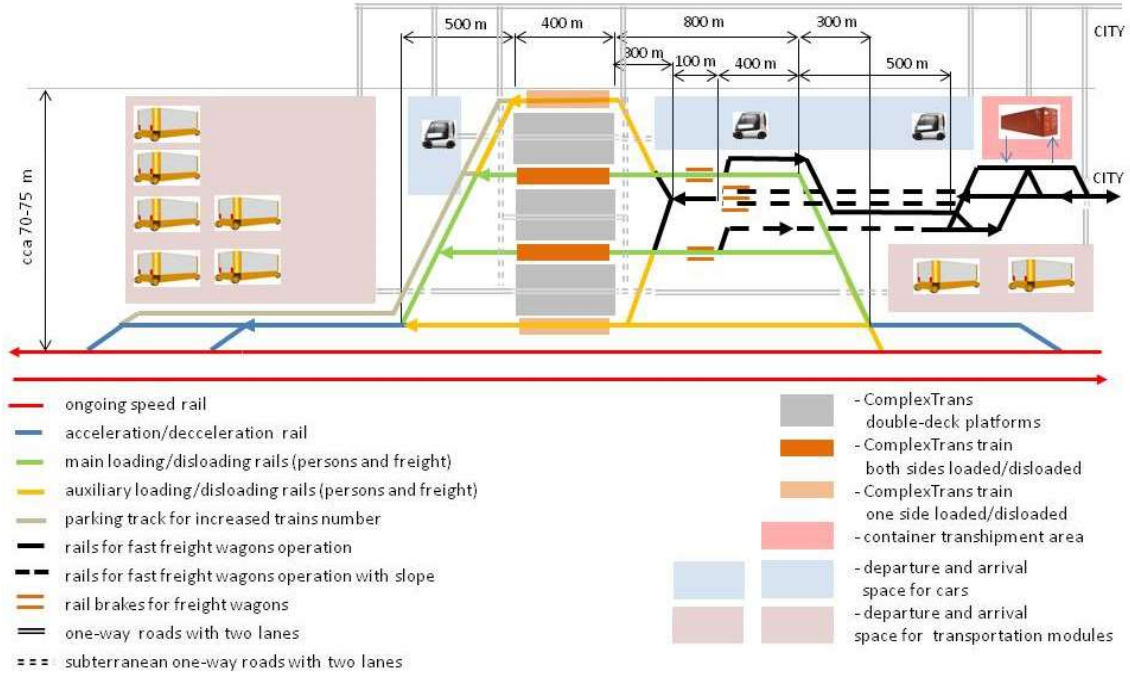 500 m
400 m
800 m
300 m
CITY
300 m
100 m
400 m
500 m
cca 70-75 m
CITY
ongoing speed rail
acceleration/decceleration rail
main loading/disloading rails (persons and freight)
auxiliary loading/disloading rails (persons and freight)
parking track for increased trains number
rails for fast freight wagons operation
rails for fast freight wagons operation with slope
rail brakes for freight wagons
one-way roads with two lanes
subterranean one-way roads with two lanes
- ComplexTrans
double-deck platforms
- ComplexTrans train
both sides loaded/disloaded
- ComplexTrans train
one side loaded/disloaded
- container transhipment area
- departure and arrival
space for cars
- departure and arrival
space for transportation modules